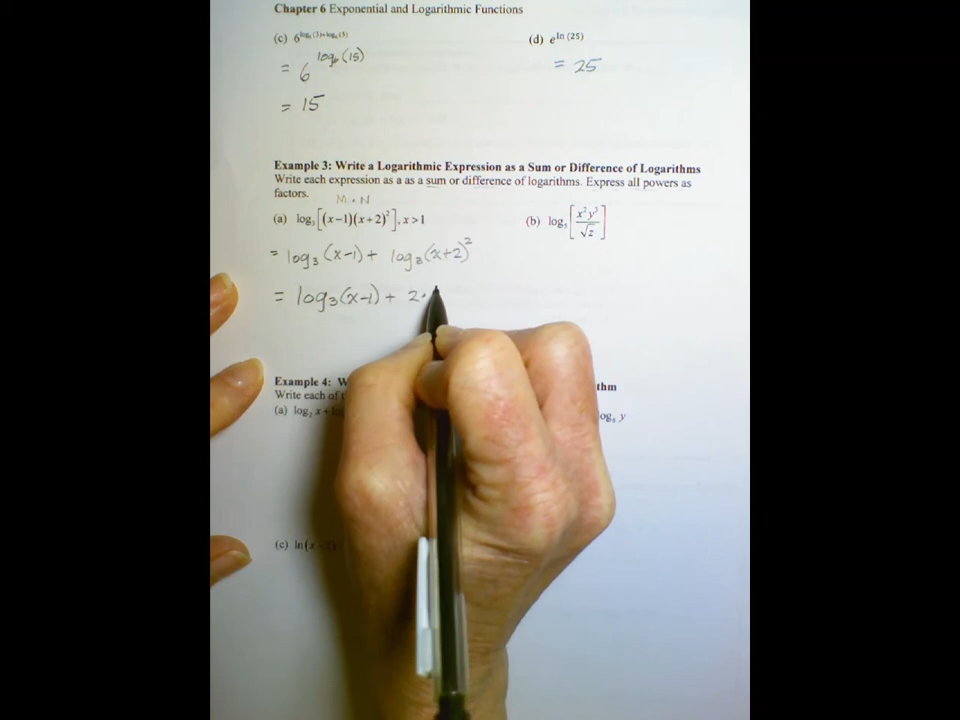 Chapter 6 Exponential and Logarithmic Functions
(c) 6^{log₆(3)+log₆(5)} (d) e^{ln(25)}
= 6^{log₆(15)} = 25
= 15
Example 3: Write a Logarithmic Expression as a Sum or Difference of Logarithms
Write each expression as a as a sum or difference of logarithms. Express all powers as
factors.
M · N
(a) log₃[(x−1)(x+2)²], x>1 (b) log₅[x²y³/√z]
= log₃(x−1) + log₃(x+2)²
= log₃(x−1) + 2·
Example 4: W thm
Write each of
(a) log₂ x + y
(c) ln(x